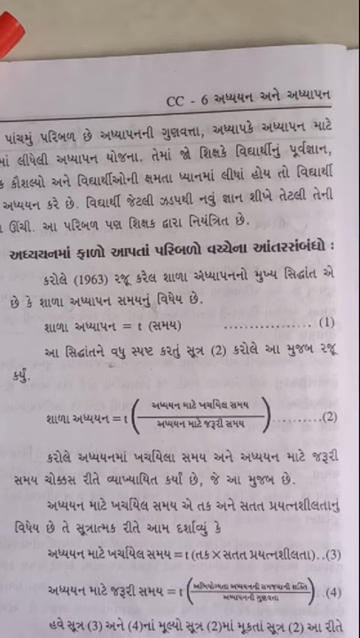 CC - 6 અધ્યયન અને અધ્યાપન
પાંચમું પરિબળ છે અધ્યાપનની ગુણવત્તા, અધ્યાપકે અધ્યાપન માટે
લીધેલી અધ્યાપન યોજના. તેમાં જો શિક્ષકે વિદ્યાર્થીનું પૂર્વજ્ઞાન,
કૌશલ્યો અને વિદ્યાર્થીઓની ક્ષમતા ધ્યાનમાં લીધાં હોય તો વિદ્યાર્થી
અધ્યયન કરે છે. વિદ્યાર્થી જેટલી ઝડપથી નવું જ્ઞાન શીખે તેટલી તેની
ઊંચી. આ પરિબળ પણ શિક્ષક દ્વારા નિયંત્રિત છે.
અધ્યયનમાં ફાળો આપતાં પરિબળો વચ્ચેના આંતરસંબંધો :
કરોલે (1963) રજૂ કરેલ શાળા અધ્યાપનનો મુખ્ય સિદ્ધાંત એ
છે કે શાળા અધ્યાપન સમયનું વિધેય છે.
શાળા અધ્યાપન = t (સમય) ................ (1)
આ સિદ્ધાંતને વધુ સ્પષ્ટ કરતું સૂત્ર (2) કરોલે આ મુજબ રજૂ
કર્યું.
શાળા અધ્યયન = t ( અધ્યયન માટે ખર્ચાયેલ સમય / અધ્યયન માટે જરૂરી સમય ) ..........(2)
કરોલે અધ્યયનમાં ખર્ચાયેલા સમય અને અધ્યયન માટે જરૂરી
સમય ચોક્કસ રીતે વ્યાખ્યાયિત કર્યા છે, જે આ મુજબ છે.
અધ્યયન માટે ખર્ચાયેલ સમય એ તક અને સતત પ્રયત્નશીલતાનું
વિધેય છે તે સૂત્રાત્મક રીતે આમ દર્શાવ્યું કે
અધ્યયન માટે ખર્ચાયેલ સમય = t (તક × સતત પ્રયત્નશીલતા)..(3)
અધ્યયન માટે જરૂરી સમય = t ( અભિયોગ્યતા અધ્યયનની સમજવાની શક્તિ / અધ્યાપનની ગુણવત્તા )..(4)
હવે સૂત્ર (3) અને (4)નાં મૂલ્યો સૂત્ર (2)માં મૂકતાં સૂત્ર (2) આ રીતે